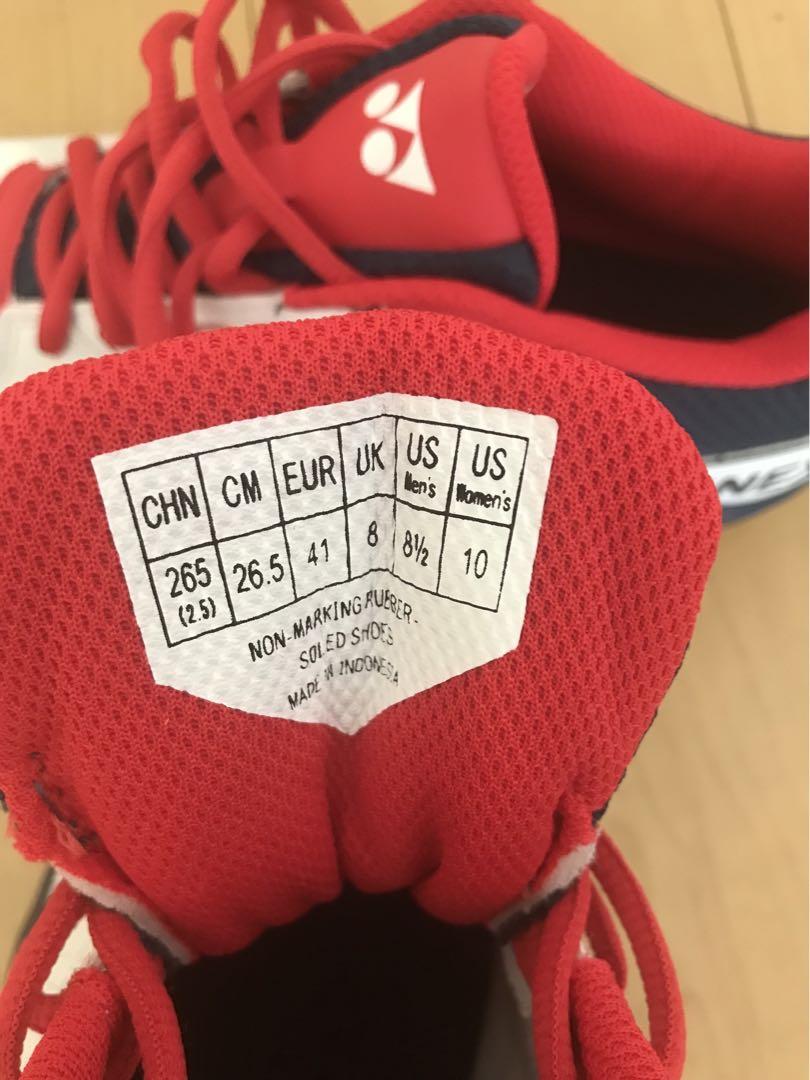 CHN CM EUR UK US Men's US Women's
265 (2.5) 26.5 41 8 8½ 10
NON-MARKING RUBBER-
SOLED SHOES
MADE IN INDONESIA